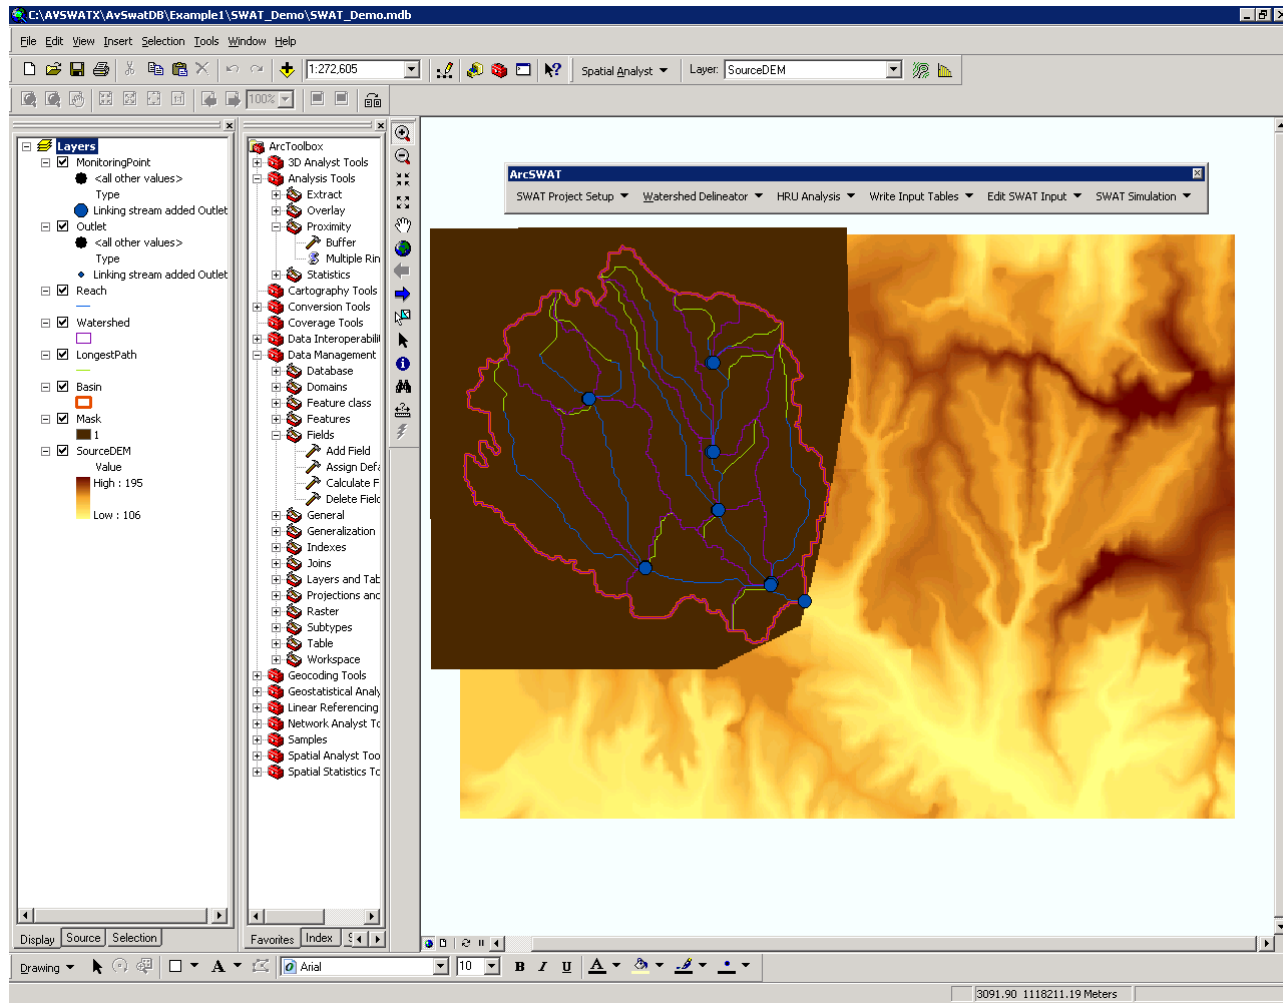 C:\AVSWATX\AvSwatDB\Example1\SWAT_Demo\SWAT_Demo.mdb
File Edit View Insert Selection Tools Window Help
1:272,605 Spatial Analyst Layer: SourceDEM
100%
Layers
MonitoringPoint
<all other values>
Type
Linking stream added Outlet
Outlet
<all other values>
Type
Linking stream added Outlet
Reach
Watershed
LongestPath
Basin
Mask
1
SourceDEM
Value
High : 195
Low : 106
Display Source Selection
ArcToolbox
3D Analyst Tools
Analysis Tools
Extract
Overlay
Proximity
Buffer
Multiple Rin
Statistics
Cartography Tools
Conversion Tools
Coverage Tools
Data Interoperabili
Data Management
Database
Domains
Feature class
Features
Fields
Add Field
Assign Defa
Calculate F
Delete Field
General
Generalization
Indexes
Joins
Layers and Tab
Projections and
Raster
Subtypes
Table
Workspace
Geocoding Tools
Geostatistical Analy
Linear Referencing
Network Analyst To
Samples
Spatial Analyst Too
Spatial Statistics To
Favorites Index S
ArcSWAT
SWAT Project Setup Watershed Delineator HRU Analysis Write Input Tables Edit SWAT Input SWAT Simulation
Drawing A Arial 10 B I U A
3091.90 1118211.19 Meters